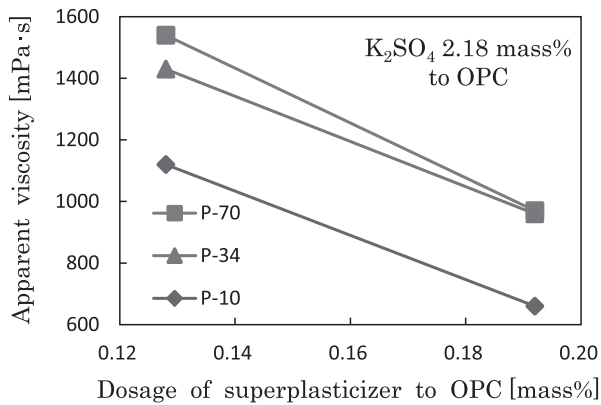 1600
1400
1200
1000
800
600
Apparent viscosity [mPa·s]
K₂SO₄ 2.18 mass%
to OPC
P-70
P-34
P-10
0.12 0.14 0.16 0.18 0.20
Dosage of superplasticizer to OPC [mass%]